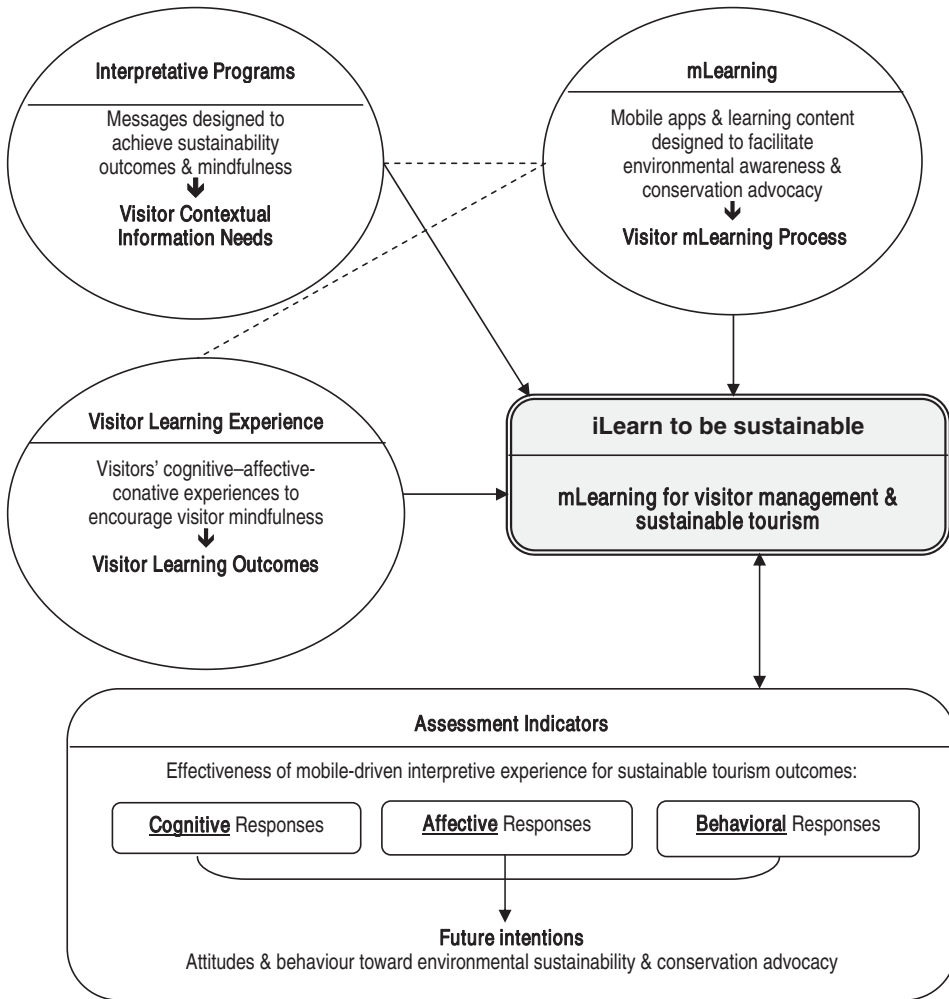 Interpretative Programs
Messages designed to
achieve sustainability
outcomes & mindfulness
Visitor Contextual
Information Needs
mLearning
Mobile apps & learning content
designed to facilitate
environmental awareness &
conservation advocacy
Visitor mLearning Process
Visitor Learning Experience
Visitors’ cognitive–affective-
conative experiences to
encourage visitor mindfulness
Visitor Learning Outcomes
iLearn to be sustainable
mLearning for visitor management &
sustainable tourism
Assessment Indicators
Effectiveness of mobile-driven interpretive experience for sustainable tourism outcomes:
Cognitive Responses
Affective Responses
Behavioral Responses
Future intentions
Attitudes & behaviour toward environmental sustainability & conservation advocacy